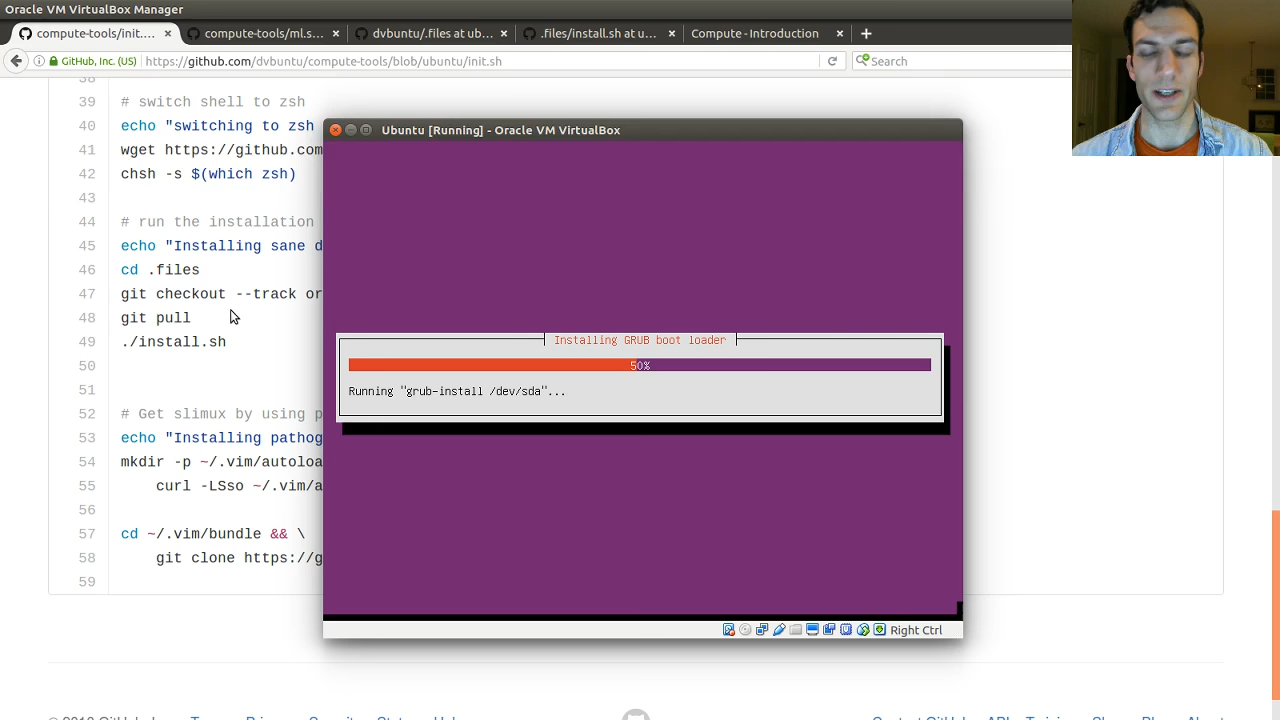 Oracle VM VirtualBox Manager
compute-tools/init.... ×
compute-tools/ml.s... ×
dvbuntu/.files at ub... ×
.files/install.sh at u... ×
Compute - Introduction ×
GitHub, Inc. (US)
https://github.com/dvbuntu/compute-tools/blob/ubuntu/init.sh
Search
38
39 # switch shell to zsh
40 echo "switching to zsh
41 wget https://github.com
42 chsh -s $(which zsh)
43
44 # run the installation
45 echo "Installing sane d
46 cd .files
47 git checkout --track or
48 git pull
49 ./install.sh
50
51
52 # Get slimux by using p
53 echo "Installing pathog
54 mkdir -p ~/.vim/autoloa
55 curl -LSso ~/.vim/a
56
57 cd ~/.vim/bundle && \
58 git clone https://g
59
Ubuntu [Running] - Oracle VM VirtualBox
Installing GRUB boot loader
50%
Running "grub-install /dev/sda"...
Right Ctrl